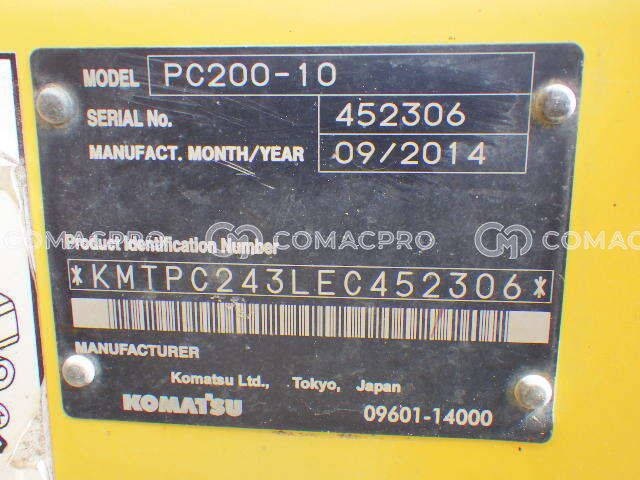 MODEL PC200-10
SERIAL No. 452306
MANUFACT. MONTH/YEAR 09/2014
COMACPRO COMACPRO COMACPRO
Product Identification Number
*KMTPC243LEC452306*
MANUFACTURER
Komatsu Ltd., Tokyo, Japan
KOMATSU 09601-14000